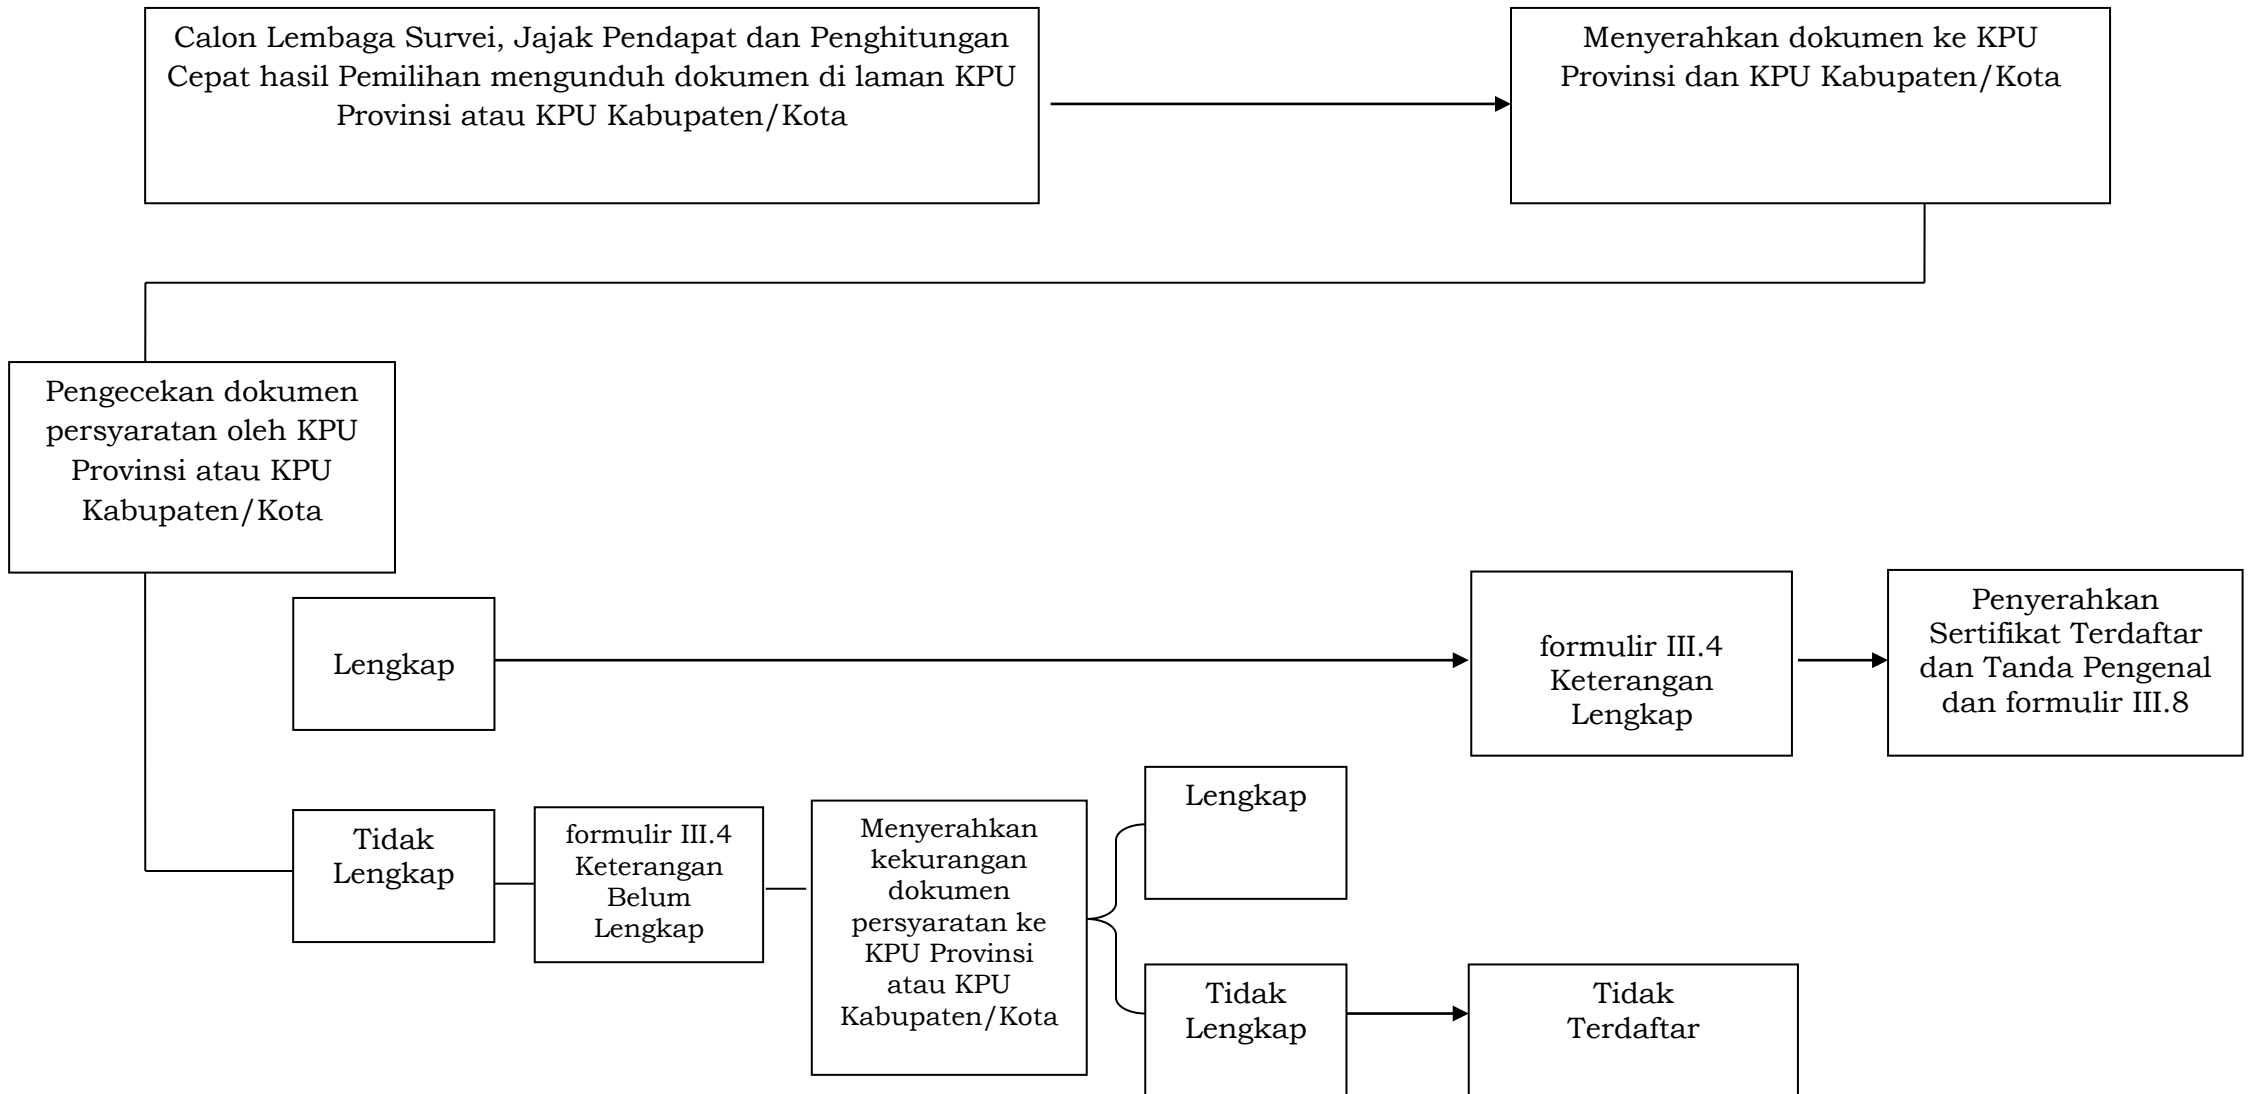 Calon Lembaga Survei, Jajak Pendapat dan Penghitungan
Cepat hasil Pemilihan mengunduh dokumen di laman KPU
Provinsi atau KPU Kabupaten/Kota
Menyerahkan dokumen ke KPU
Provinsi dan KPU Kabupaten/Kota
Pengecekan dokumen
persyaratan oleh KPU
Provinsi atau KPU
Kabupaten/Kota
Lengkap
formulir III.4
Keterangan
Lengkap
Penyerahkan
Sertifikat Terdaftar
dan Tanda Pengenal
dan formulir III.8
Tidak
Lengkap
formulir III.4
Keterangan
Belum
Lengkap
Menyerahkan
kekurangan
dokumen
persyaratan ke
KPU Provinsi
atau KPU
Kabupaten/Kota
Lengkap
Tidak
Lengkap
Tidak
Terdaftar